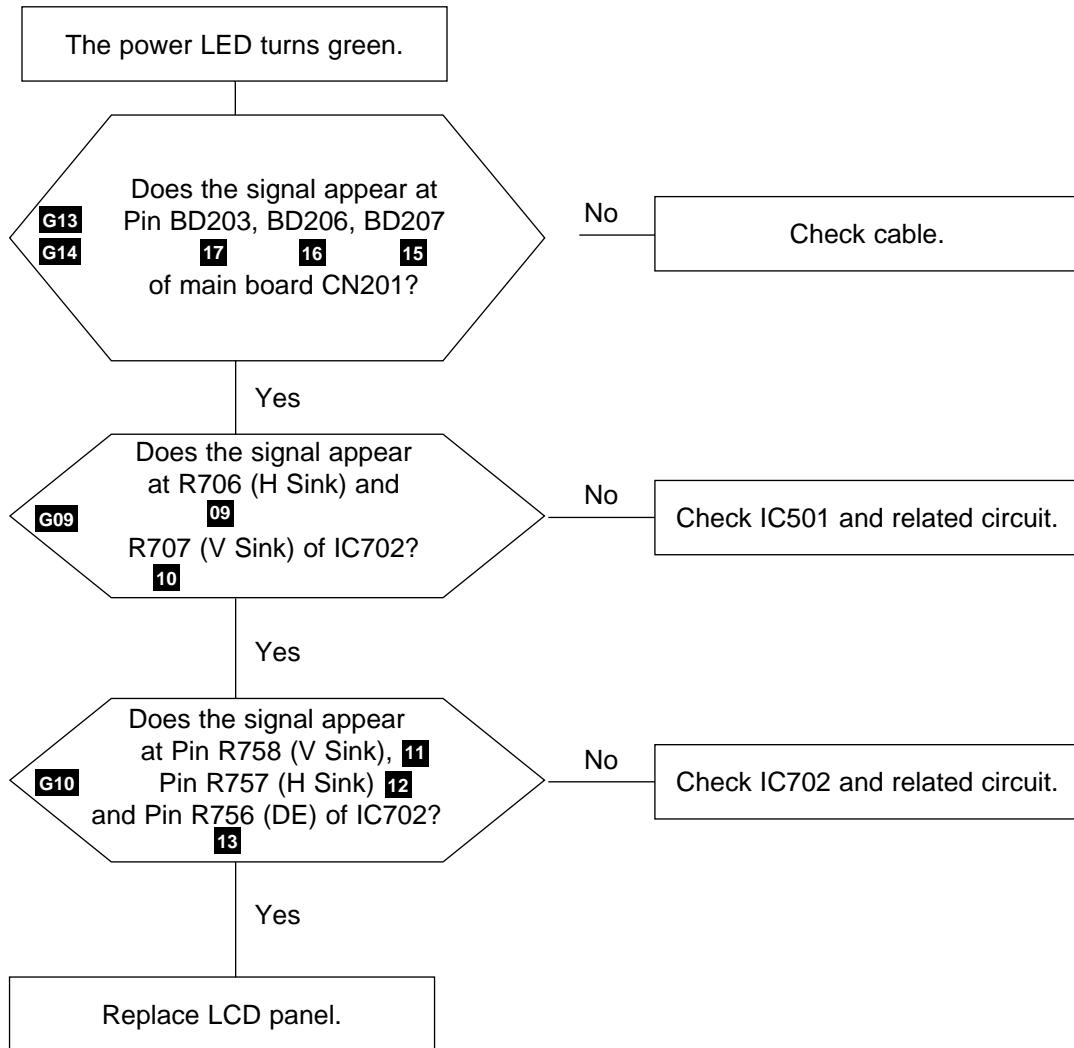 The power LED turns green.
Does the signal appear at
G13 Pin BD203, BD206, BD207
G14 17 16 15
of main board CN201?
No
Check cable.
Yes
Does the signal appear
at R706 (H Sink) and
G09 09
R707 (V Sink) of IC702?
10
No
Check IC501 and related circuit.
Yes
Does the signal appear
at Pin R758 (V Sink), 11
G10 Pin R757 (H Sink) 12
and Pin R756 (DE) of IC702?
13
No
Check IC702 and related circuit.
Yes
Replace LCD panel.